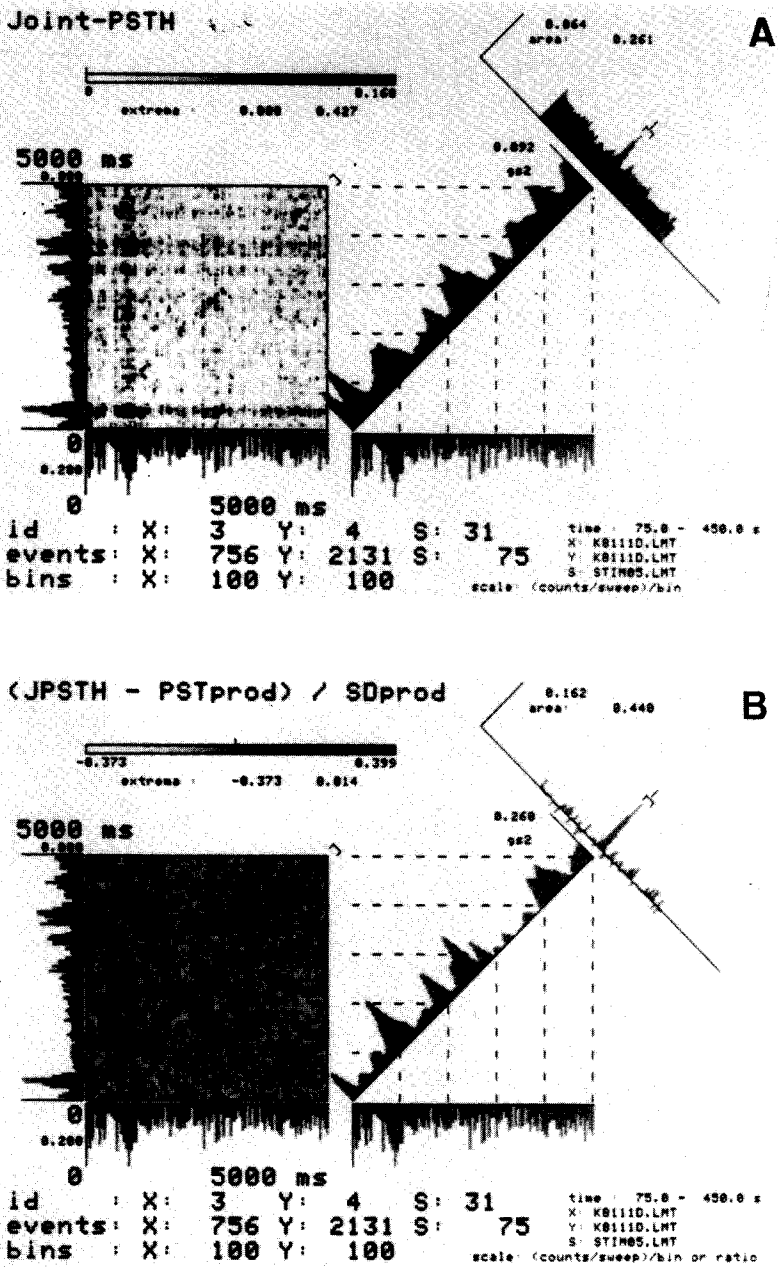 Joint-PSTH
A
0.064
area: 0.261
0 0.160
extrema : 0.000 0.427
5000 ms
0.092
gs2
0
0.200
0 5000 ms
id : X: 3 Y: 4 S: 31
events: X: 756 Y: 2131 S: 75
bins : X: 100 Y: 100
time : 75.0 - 450.0 s
X: KB111D.LMT
Y: KB111D.LMT
S: STIM05.LMT
scale: (counts/sweep)/bin
(JPSTH - PSTprod) / SDprod
B
0.162
area: 0.440
-0.373 0.399
extrema : -0.373 0.814
5000 ms
0.260
gs2
0
0.200
0 5000 ms
id : X: 3 Y: 4 S: 31
events: X: 756 Y: 2131 S: 75
bins : X: 100 Y: 100
time : 75.0 - 450.0 s
X: KB111D.LMT
Y: KB111D.LMT
S: STIM05.LMT
scale: (counts/sweep)/bin or ratio